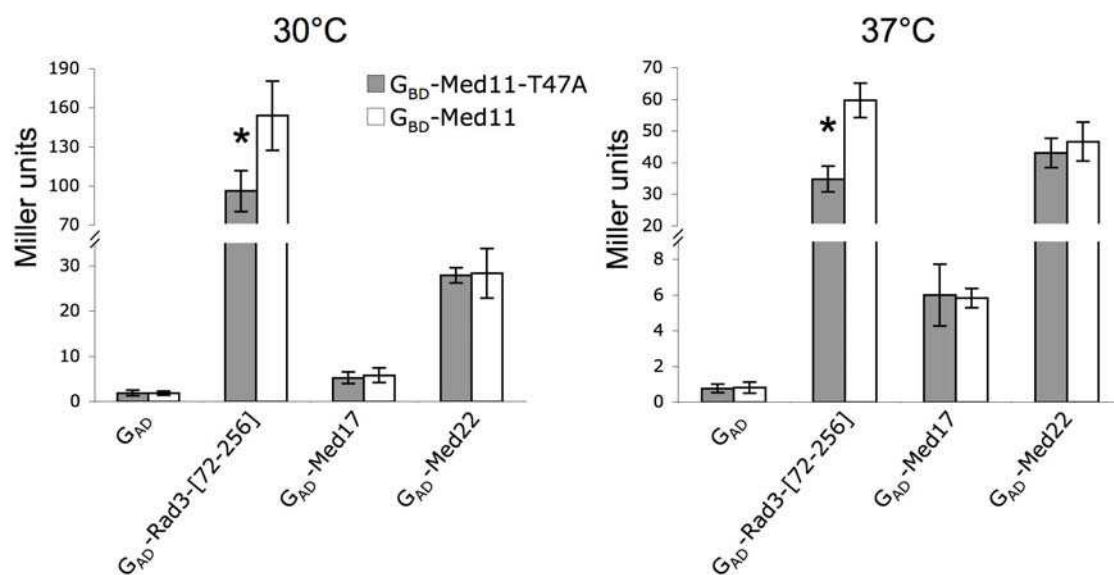 30°C
Miller units
190
160
130
100
70
30
20
10
0
*
G_BD-Med11-T47A
G_BD-Med11
G_AD
G_AD-Rad3-[72-256]
G_AD-Med17
G_AD-Med22
37°C
Miller units
70
60
50
40
30
20
8
6
4
2
0
*
G_AD
G_AD-Rad3-[72-256]
G_AD-Med17
G_AD-Med22